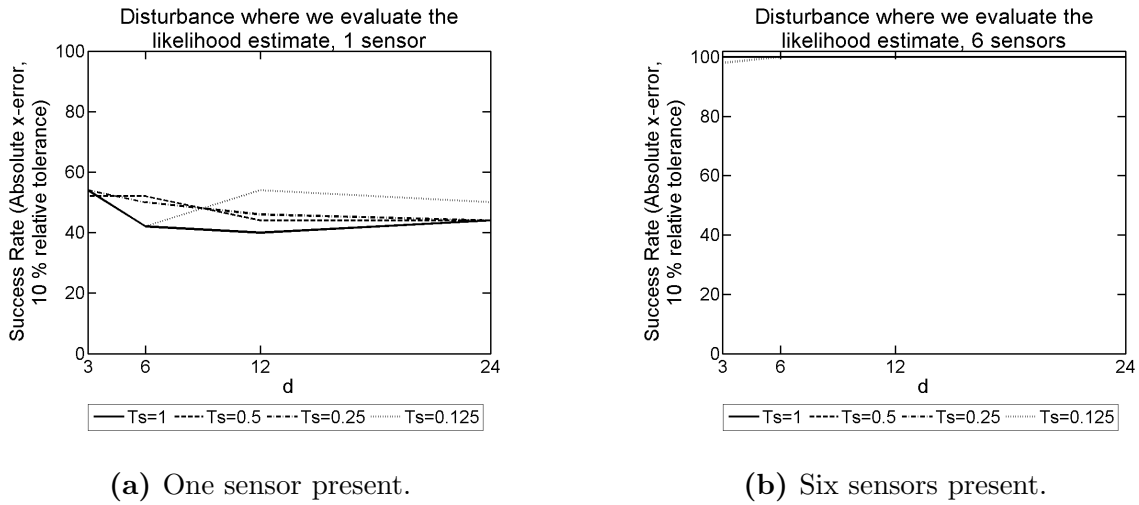 Disturbance where we evaluate the
likelihood estimate, 1 sensor
Success Rate (Absolute x-error,
10 % relative tolerance)
100
80
60
40
20
0
3
6
12
24
d
Ts=1
Ts=0.5
Ts=0.25
Ts=0.125
(a) One sensor present.
Disturbance where we evaluate the
likelihood estimate, 6 sensors
Success Rate (Absolute x-error,
10 % relative tolerance)
100
80
60
40
20
0
3
6
12
24
d
Ts=1
Ts=0.5
Ts=0.25
Ts=0.125
(b) Six sensors present.